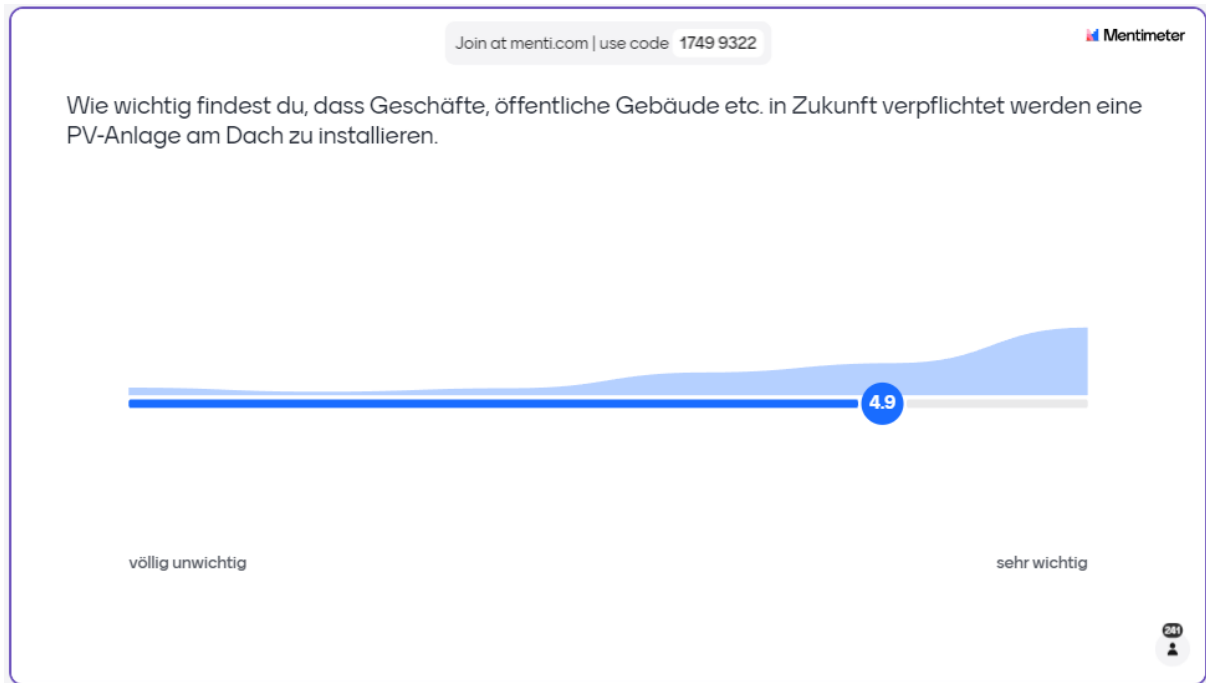 Join at menti.com | use code 1749 9322
Mentimeter
Wie wichtig findest du, dass Geschäfte, öffentliche Gebäude etc. in Zukunft verpflichtet werden eine
PV-Anlage am Dach zu installieren.
4.9
völlig unwichtig
sehr wichtig
241